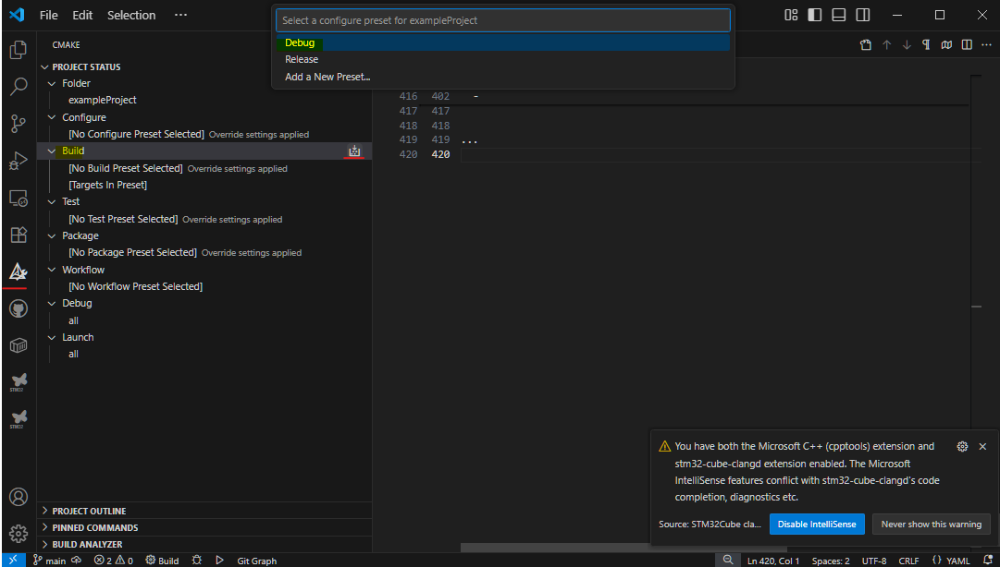 File Edit Selection ···
Select a configure preset for exampleProject
Debug
Release
Add a New Preset...
CMAKE
PROJECT STATUS
Folder
exampleProject
Configure
[No Configure Preset Selected] Override settings applied
Build
[No Build Preset Selected] Override settings applied
[Targets In Preset]
Test
[No Test Preset Selected] Override settings applied
Package
[No Package Preset Selected] Override settings applied
Workflow
[No Workflow Preset Selected]
Debug
all
Launch
all
416 402 -
417 417
418 418
419 419 ...
420 420
STM32
STM32
PROJECT OUTLINE
PINNED COMMANDS
BUILD ANALYZER
You have both the Microsoft C++ (cpptools) extension and
stm32-cube-clangd extension enabled. The Microsoft
IntelliSense features conflict with stm32-cube-clangd's code
completion, diagnostics etc.
Source: STM32Cube cla... Disable IntelliSense Never show this warning
main 2 0 Build Git Graph Ln 420, Col 1 Spaces: 2 UTF-8 CRLF {} YAML